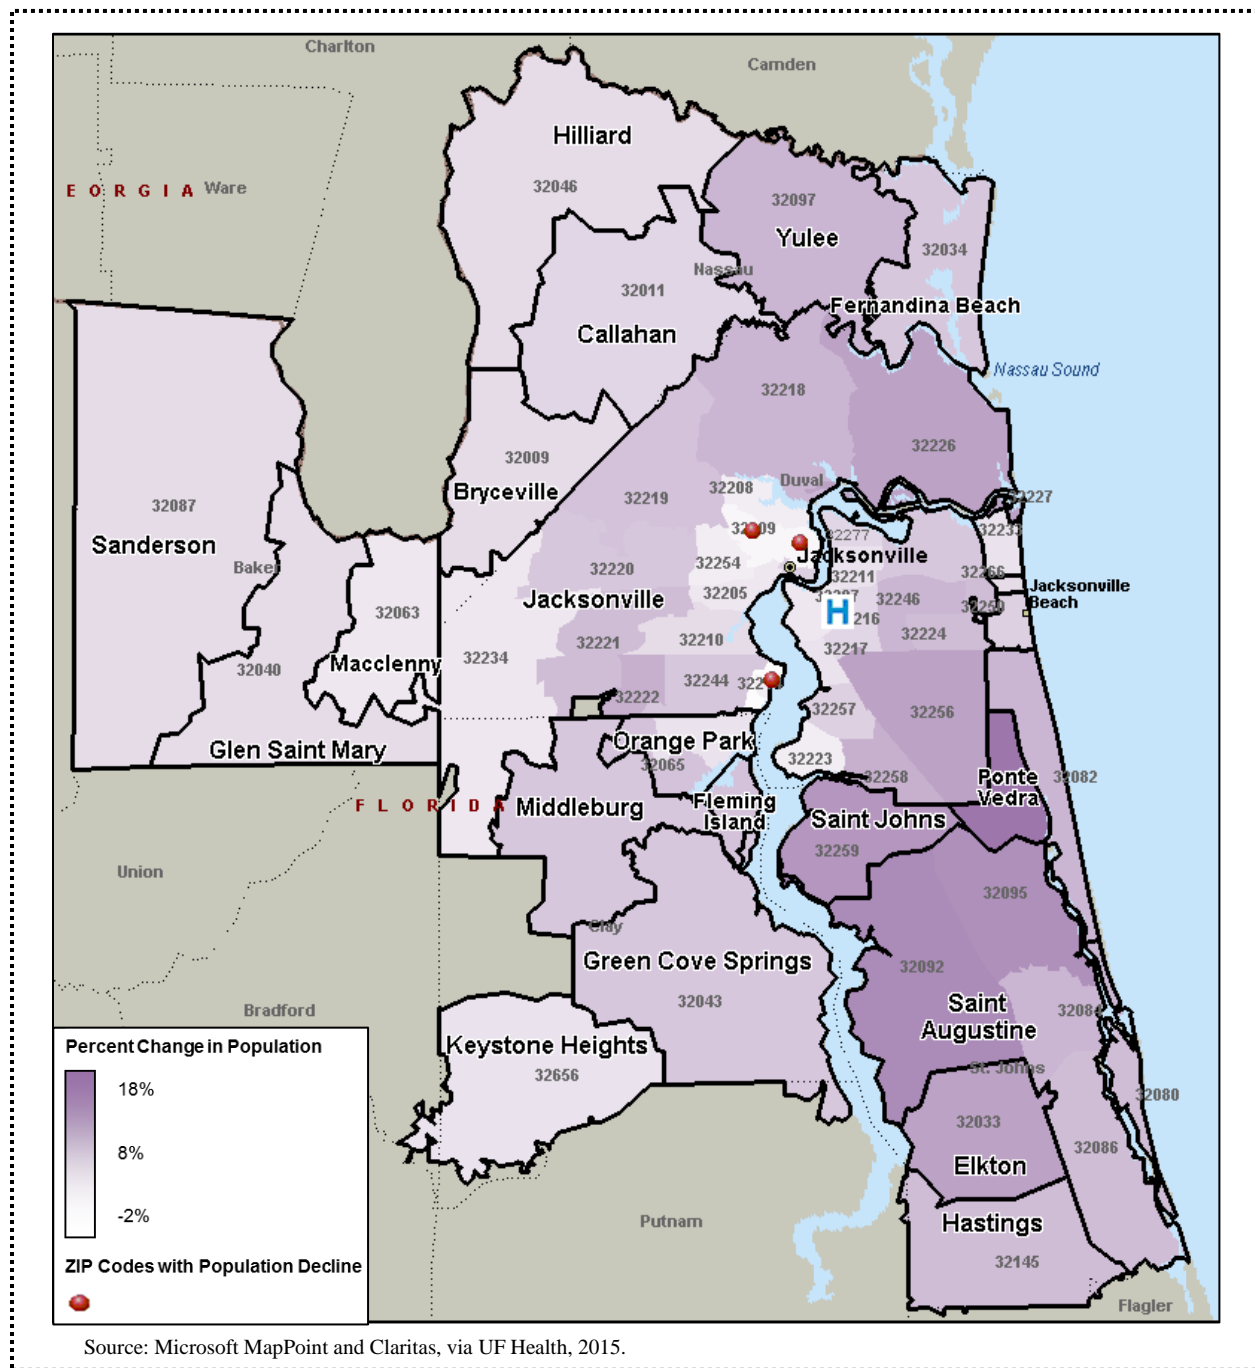 Charlton
Camden
Hilliard
32046
E O R G I A
Ware
32097
Yulee
32034
Nassau
32011
Fernandina Beach
Callahan
Nassau Sound
32218
32226
32009
Bryceville
32219
32208
Duval
32227
32087
Sanderson
32277
32233
Jacksonville
32254
32220
32211
32266
Baker
Jacksonville
32205
32246
32250
Jacksonville
Beach
32063
H
216
32221
32210
32224
32217
32234
Macclenny
32040
32244
32222
32257
32256
Glen Saint Mary
Orange Park
32065
32223
32258
Ponte
Vedra
32082
F L O R I D A
Middleburg
Fleming
Island
Saint Johns
32259
Union
32095
Clay
Green Cove Springs
32092
32043
Bradford
Saint
Augustine
32084
Keystone Heights
32656
St. Johns
32080
32033
32086
Elkton
Putnam
Hastings
32145
Flagler
Percent Change in Population
18%
8%
-2%
ZIP Codes with Population Decline
Source: Microsoft MapPoint and Claritas, via UF Health, 2015.